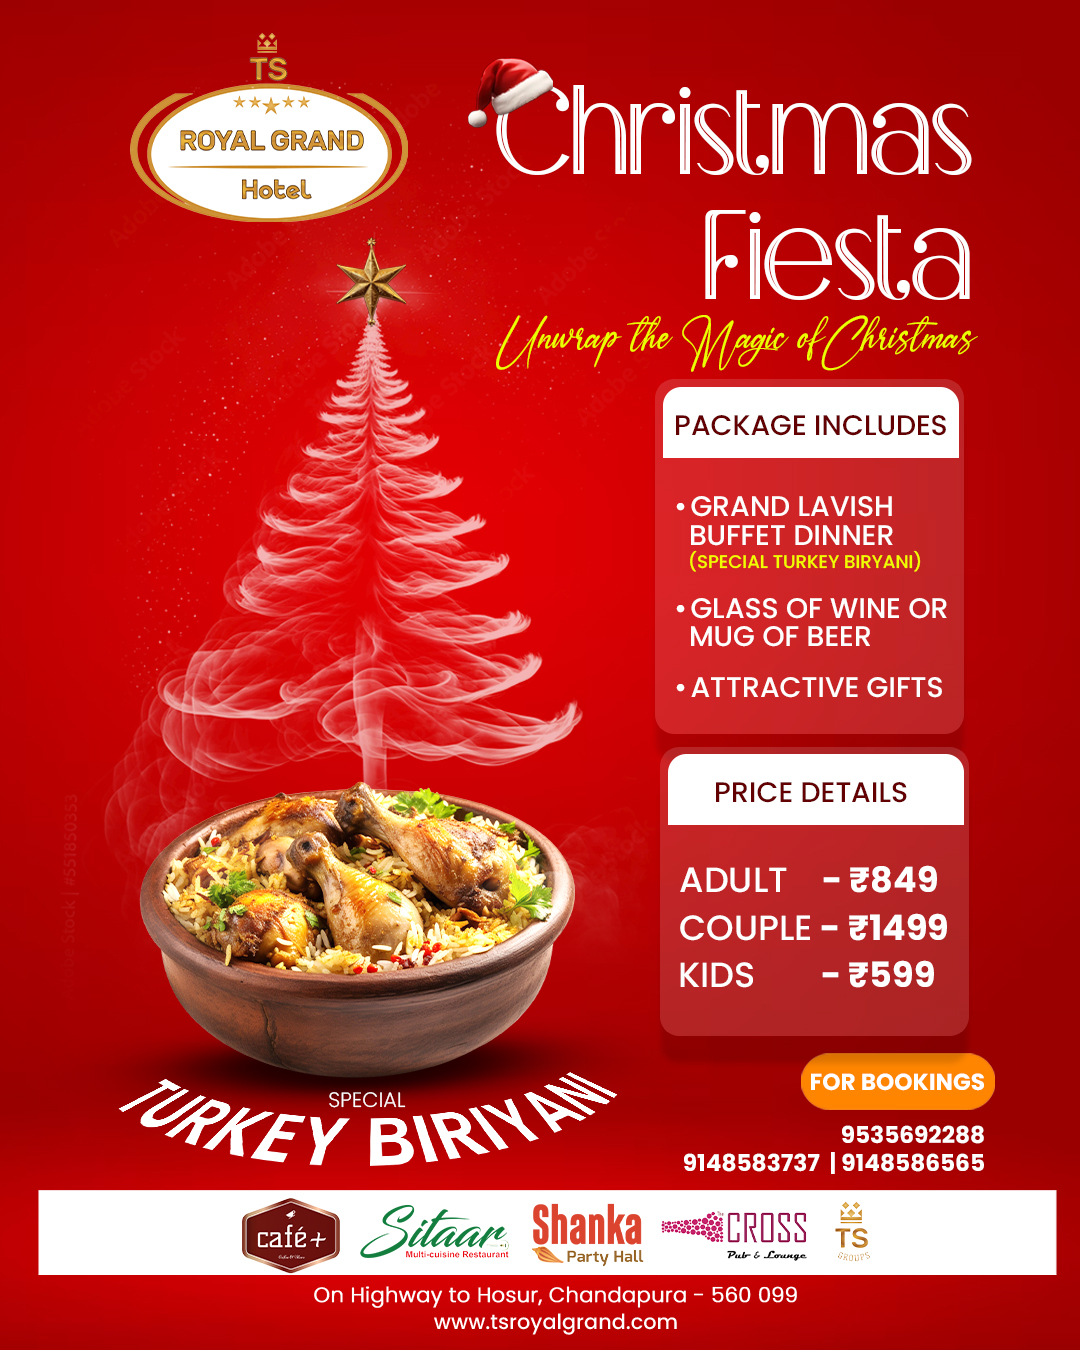 TS
ROYAL GRAND
Hotel
Christmas
Fiesta
Unwrap the Magic of Christmas
PACKAGE INCLUDES
• GRAND LAVISH
BUFFET DINNER
(SPECIAL TURKEY BIRYANI)
• GLASS OF WINE OR
MUG OF BEER
• ATTRACTIVE GIFTS
PRICE DETAILS
ADULT - ₹849
COUPLE - ₹1499
KIDS - ₹599
SPECIAL
TURKEY BIRIYANI
FOR BOOKINGS
9535692288
9148583737 | 9148586565
café+
Sitaar
Multi-cuisine Restaurant
Shanka
Party Hall
CROSS
Pub & Lounge
TS
GROUPS
On Highway to Hosur, Chandapura - 560 099
www.tsroyalgrand.com